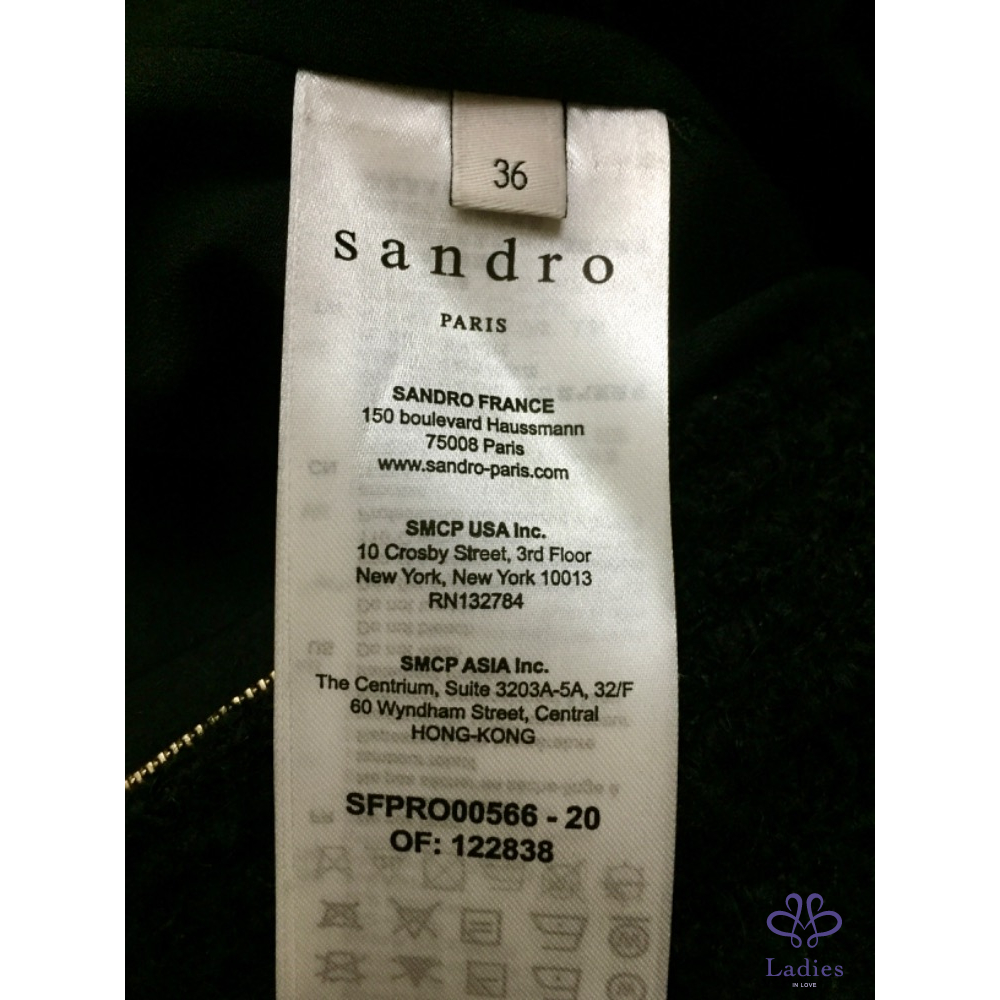 36
sandro
PARIS
SANDRO FRANCE
150 boulevard Haussmann
75008 Paris
www.sandro-paris.com
SMCP USA Inc.
10 Crosby Street, 3rd Floor
New York, New York 10013
RN132784
SMCP ASIA Inc.
The Centrium, Suite 3203A-5A, 32/F
60 Wyndham Street, Central
HONG-KONG
SFPRO00566 - 20
OF: 122838
Ladies
IN LOVE